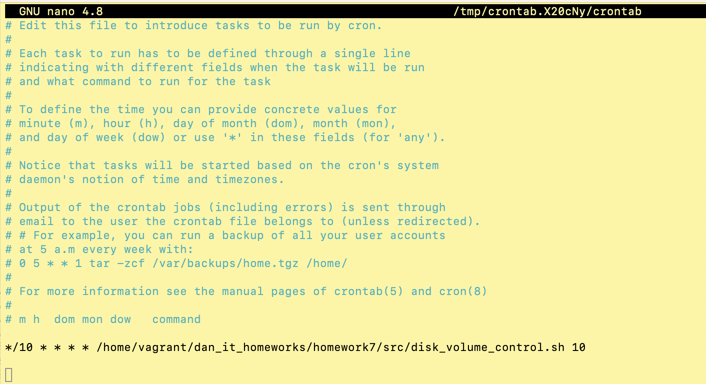 GNU nano 4.8 /tmp/crontab.X20cNy/crontab
# Edit this file to introduce tasks to be run by cron.
#
# Each task to run has to be defined through a single line
# indicating with different fields when the task will be run
# and what command to run for the task
#
# To define the time you can provide concrete values for
# minute (m), hour (h), day of month (dom), month (mon),
# and day of week (dow) or use '*' in these fields (for 'any').
#
# Notice that tasks will be started based on the cron's system
# daemon's notion of time and timezones.
#
# Output of the crontab jobs (including errors) is sent through
# email to the user the crontab file belongs to (unless redirected).
# # For example, you can run a backup of all your user accounts
# at 5 a.m every week with:
# 0 5 * * 1 tar -zcf /var/backups/home.tgz /home/
#
# For more information see the manual pages of crontab(5) and cron(8)
#
# m h  dom mon dow   command
*/10 * * * * /home/vagrant/dan_it_homeworks/homework7/src/disk_volume_control.sh 10